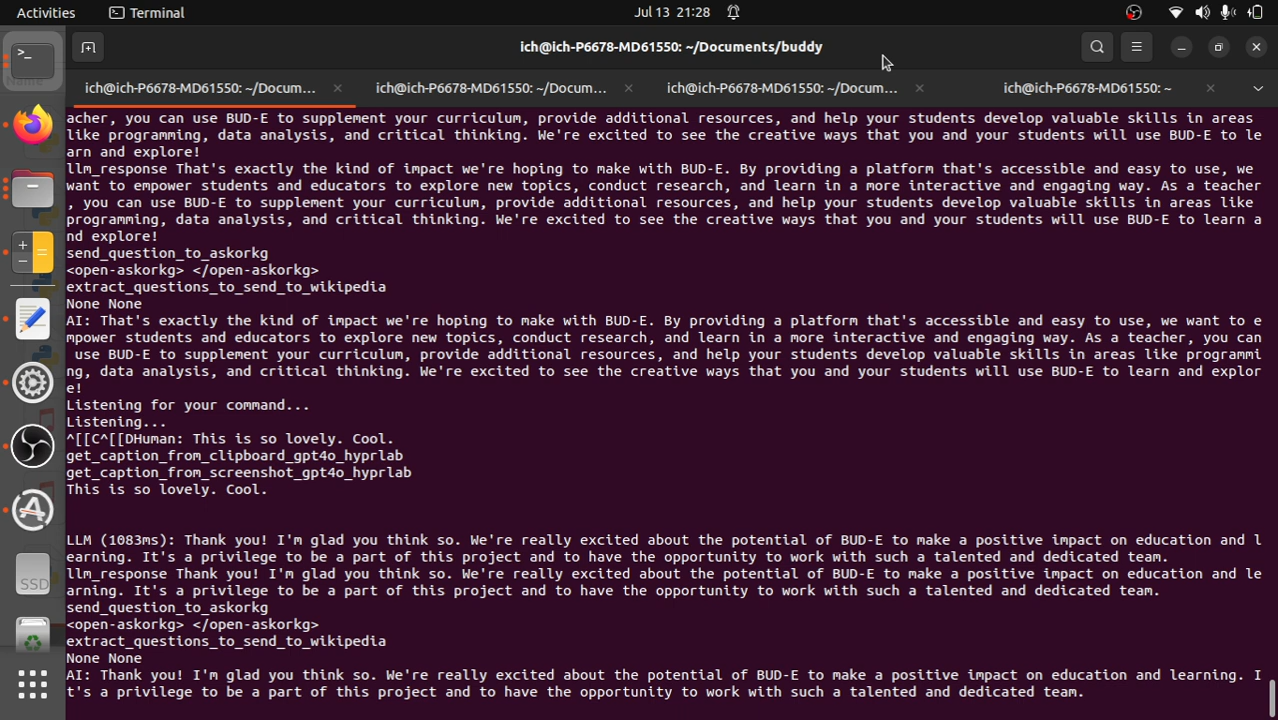 Activities
Terminal
Jul 13 21:28
ich@ich-P6678-MD61550: ~/Documents/buddy
ich@ich-P6678-MD61550: ~/Docum...
ich@ich-P6678-MD61550: ~/Docum...
ich@ich-P6678-MD61550: ~/Docum...
ich@ich-P6678-MD61550: ~
acher, you can use BUD-E to supplement your curriculum, provide additional resources, and help your students develop valuable skills in areas
like programming, data analysis, and critical thinking. We're excited to see the creative ways that you and your students will use BUD-E to le
arn and explore!
llm_response That's exactly the kind of impact we're hoping to make with BUD-E. By providing a platform that's accessible and easy to use, we
want to empower students and educators to explore new topics, conduct research, and learn in a more interactive and engaging way. As a teacher
, you can use BUD-E to supplement your curriculum, provide additional resources, and help your students develop valuable skills in areas like
programming, data analysis, and critical thinking. We're excited to see the creative ways that you and your students will use BUD-E to learn a
nd explore!
send_question_to_askorkg
<open-askorkg> </open-askorkg>
extract_questions_to_send_to_wikipedia
None None
AI: That's exactly the kind of impact we're hoping to make with BUD-E. By providing a platform that's accessible and easy to use, we want to e
mpower students and educators to explore new topics, conduct research, and learn in a more interactive and engaging way. As a teacher, you can
 use BUD-E to supplement your curriculum, provide additional resources, and help your students develop valuable skills in areas like programmi
ng, data analysis, and critical thinking. We're excited to see the creative ways that you and your students will use BUD-E to learn and explor
e!
Listening for your command...
Listening...
^[[C^[[DHuman: This is so lovely. Cool.
get_caption_from_clipboard_gpt4o_hyprlab
get_caption_from_screenshot_gpt4o_hyprlab
This is so lovely. Cool.
LLM (1083ms): Thank you! I'm glad you think so. We're really excited about the potential of BUD-E to make a positive impact on education and l
earning. It's a privilege to be a part of this project and to have the opportunity to work with such a talented and dedicated team.
llm_response Thank you! I'm glad you think so. We're really excited about the potential of BUD-E to make a positive impact on education and le
arning. It's a privilege to be a part of this project and to have the opportunity to work with such a talented and dedicated team.
send_question_to_askorkg
<open-askorkg> </open-askorkg>
extract_questions_to_send_to_wikipedia
None None
AI: Thank you! I'm glad you think so. We're really excited about the potential of BUD-E to make a positive impact on education and learning. I
t's a privilege to be a part of this project and to have the opportunity to work with such a talented and dedicated team.
SSD